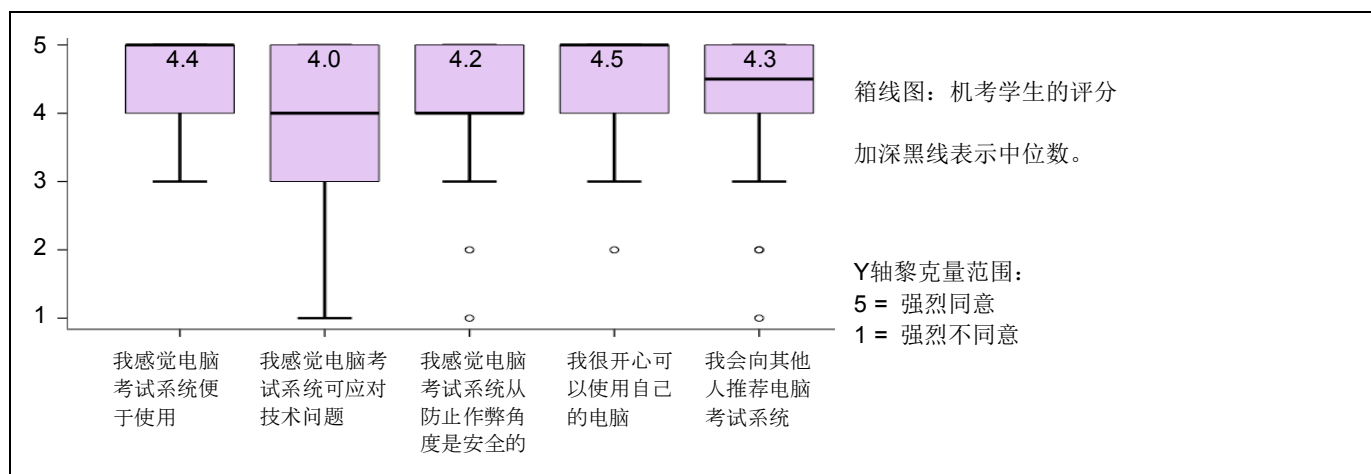 5
4
3
2
1
4.4
4.0
4.2
4.5
4.3
箱线图：机考学生的评分
加深黑线表示中位数。
Y轴黎克量范围：
5 = 强烈同意
1 = 强烈不同意
我感觉电脑
考试系统便
于使用
我感觉电脑考
试系统可应对
技术问题
我感觉电脑
考试系统从
防止作弊角
度是安全的
我很开心可
以使用自己
的电脑
我会向其他
人推荐电脑
考试系统